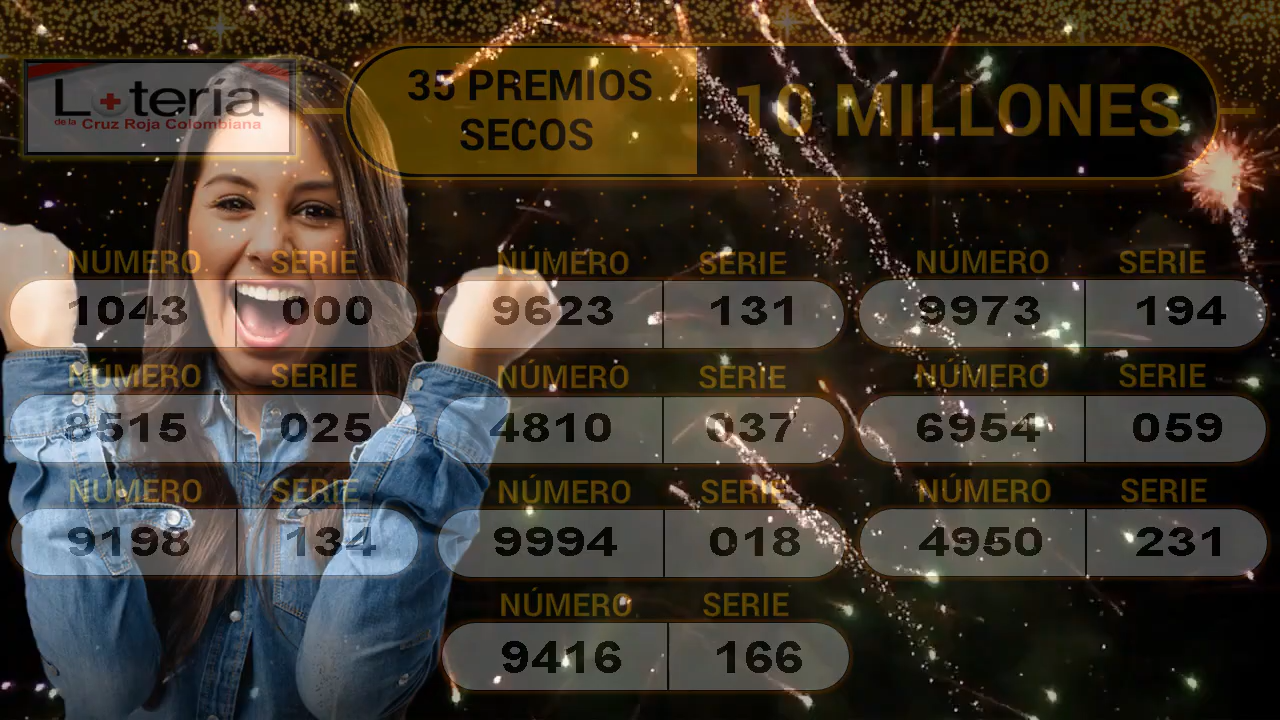 Lotería
de la Cruz Roja Colombiana
35 PREMIOS
SECOS
10 MILLONES
NÚMERO SERIE NÚMERO SERIE NÚMERO SERIE
1043 000 9623 131 9973 194
NÚMERO SERIE NÚMERO SERIE NÚMERO SERIE
8515 025 4810 037 6954 059
NÚMERO SERIE NÚMERO SERIE NÚMERO SERIE
9198 134 9994 018 4950 231
NÚMERO SERIE
9416 166